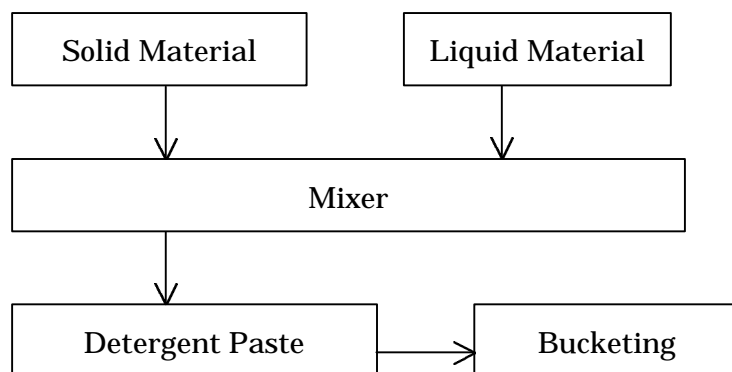 Solid Material
Liquid Material
Mixer
Detergent Paste
Bucketing